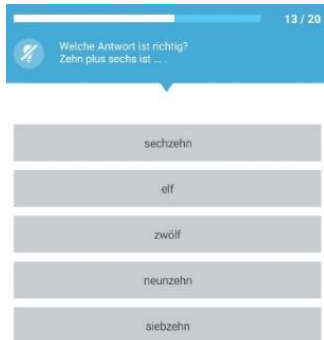 13 / 20
Welche Antwort ist richtig?
Zehn plus sechs ist ... .
sechzehn
elf
zwölf
neunzehn
siebzehn